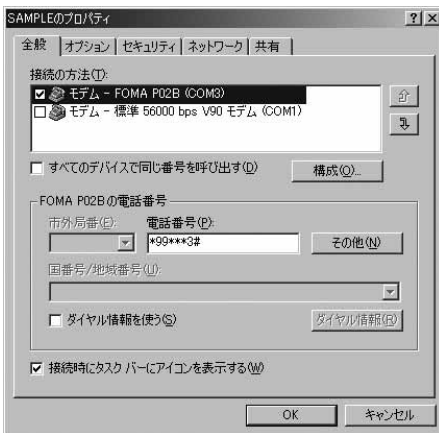 SAMPLEのプロパティ
全般 オプション セキュリティ ネットワーク 共有
接続の方法(T):
モデム - FOMA P02B (COM3)
モデム - 標準 56000 bps V90 モデム (COM1)
すべてのデバイスで同じ番号を呼び出す(D)
構成(O)...
FOMA P02Bの電話番号
市外局番(E): 電話番号(P):
*99***3#
その他(N)
国番号/地域番号(U):
ダイヤル情報を使う(S)
ダイヤル情報(R)
接続時にタスク バーにアイコンを表示する(W)
OK キャンセル